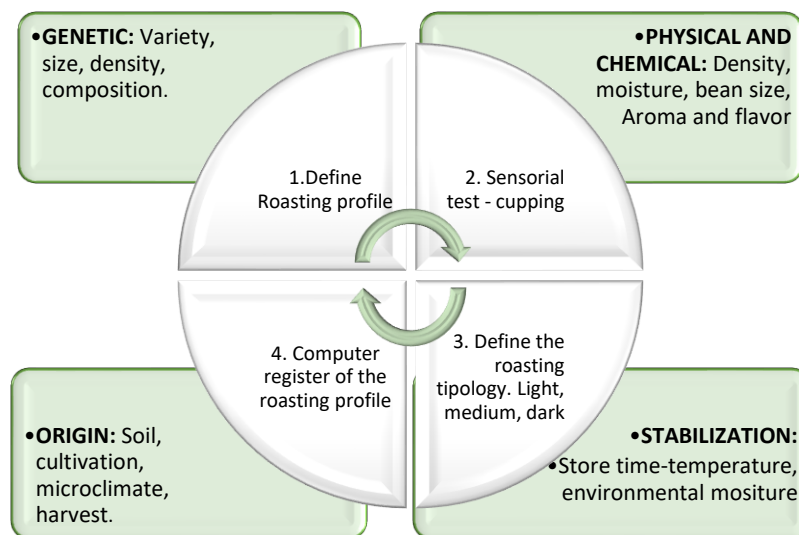 •GENETIC: Variety,
size, density,
composition.
•PHYSICAL AND
CHEMICAL: Density,
moisture, bean size,
Aroma and flavor
1.Define
Roasting profile
2. Sensorial
test - cupping
4. Computer
register of the
roasting profile
3. Define the
roasting
tipology. Light,
medium, dark
•ORIGIN: Soil,
cultivation,
microclimate,
harvest.
•STABILIZATION:
•Store time-temperature,
environmental mositure